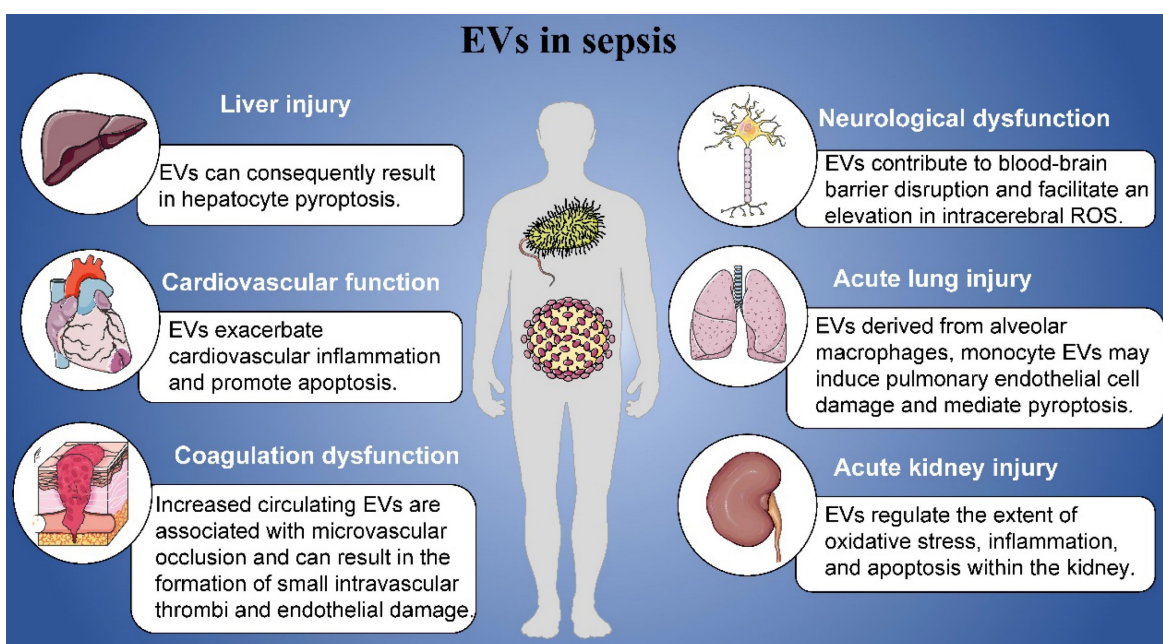 EVs in sepsis
Liver injury
EVs can consequently result
in hepatocyte pyroptosis.
Cardiovascular function
EVs exacerbate
cardiovascular inflammation
and promote apoptosis.
Coagulation dysfunction
Increased circulating EVs are
associated with microvascular
occlusion and can result in the
formation of small intravascular
thrombi and endothelial damage.
Neurological dysfunction
EVs contribute to blood-brain
barrier disruption and facilitate an
elevation in intracerebral ROS.
Acute lung injury
EVs derived from alveolar
macrophages, monocyte EVs may
induce pulmonary endothelial cell
damage and mediate pyroptosis.
Acute kidney injury
EVs regulate the extent of
oxidative stress, inflammation,
and apoptosis within the kidney.